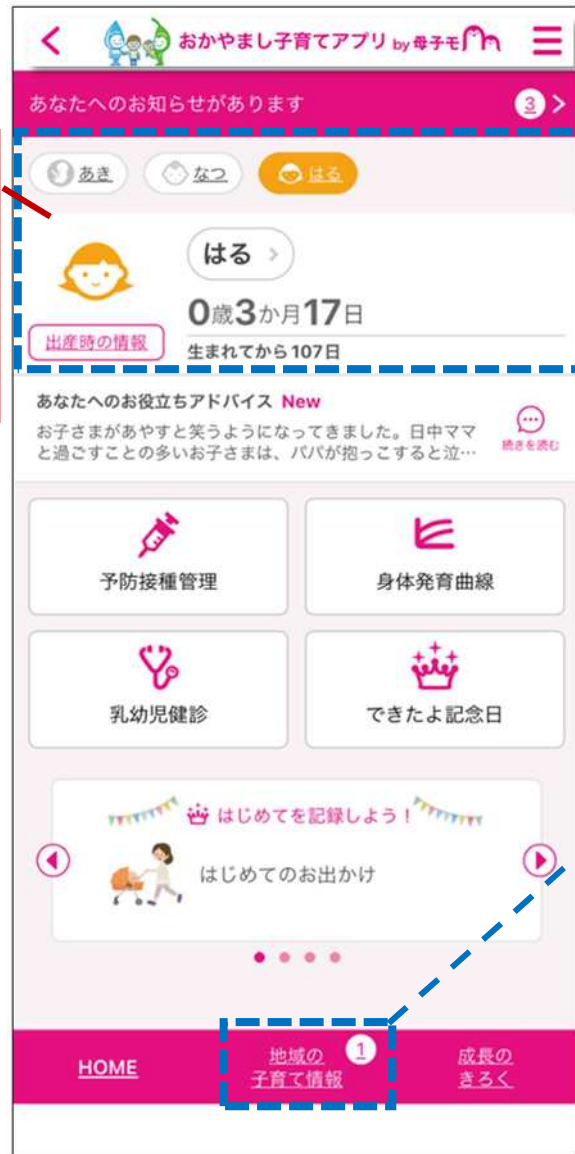 おかやまし子育てアプリ by 母子モ
あなたへのお知らせがあります 3
あき なつ はる
はる
0歳3か月17日
出産時の情報
生まれてから107日
あなたへのお役立ちアドバイス New
お子さまがあやすと笑うようになってきました。日中ママ
と過ごすことの多いお子さまは、パパが抱っこすると泣…
続きを読む
予防接種管理 身体発育曲線
乳幼児健診 できたよ記念日
はじめてを記録しよう！
はじめてのお出かけ
HOME
地域の
子育て情報
1
成長の
きろく